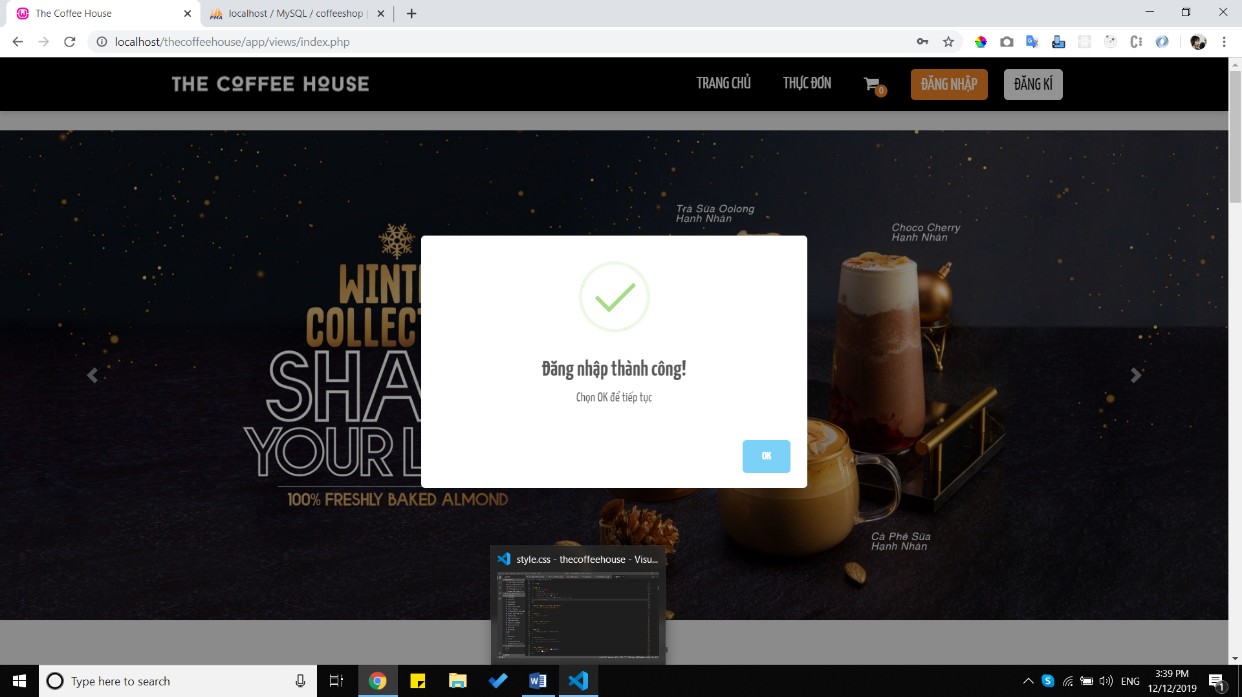 The Coffee House
localhost / MySQL / coffeeshop
localhost/thecoffeehouse/app/views/index.php
THE COFFEE HOUSE
TRANG CHỦ
THỰC ĐƠN
0
ĐĂNG NHẬP
ĐĂNG KÍ
Trà Sữa Oolong
Hạnh Nhân
Choco Cherry
Hạnh Nhân
WINT
COLLECT
SHA
YOUR L
100% FRESHLY BAKED ALMOND
Đăng nhập thành công!
Chọn OK để tiếp tục
OK
Cà Phê Sữa
Hạnh Nhân
style.css - thecoffeehouse - Visu...
Type here to search
ENG
3:39 PM
12/12/2019
1